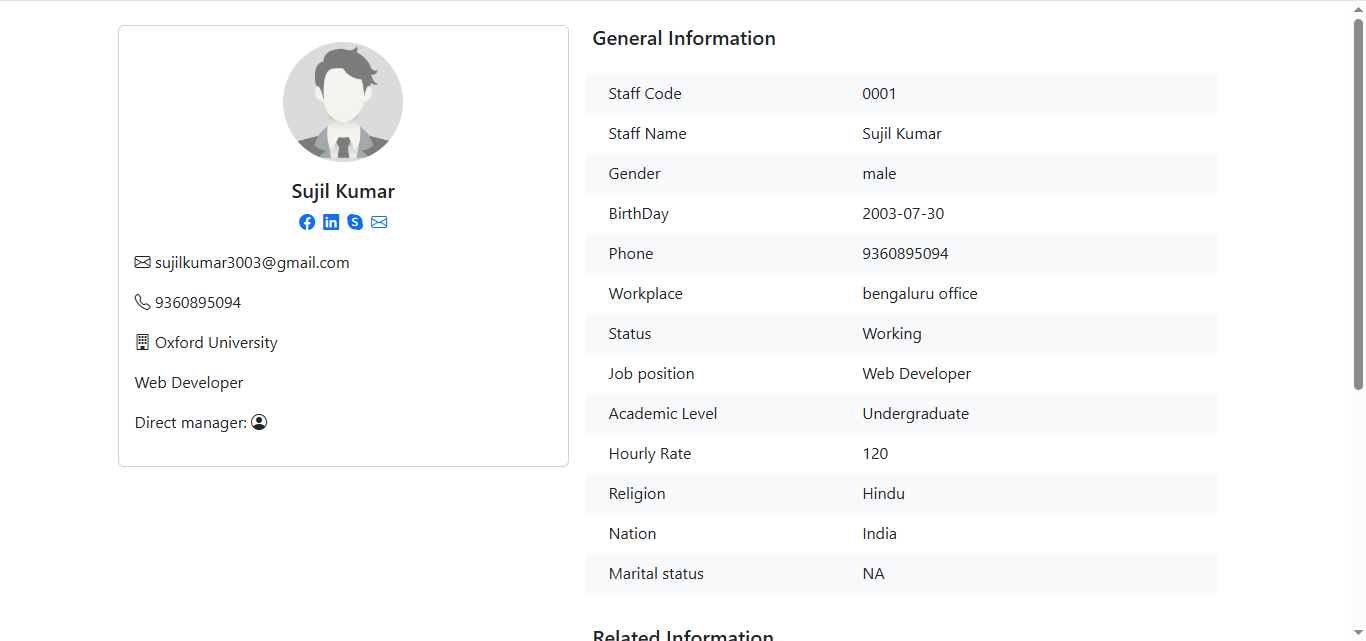 Sujil Kumar
sujilkumar3003@gmail.com
9360895094
Oxford University
Web Developer
Direct manager:
General Information
Staff Code 0001
Staff Name Sujil Kumar
Gender male
BirthDay 2003-07-30
Phone 9360895094
Workplace bengaluru office
Status Working
Job position Web Developer
Academic Level Undergraduate
Hourly Rate 120
Religion Hindu
Nation India
Marital status NA
Related Information